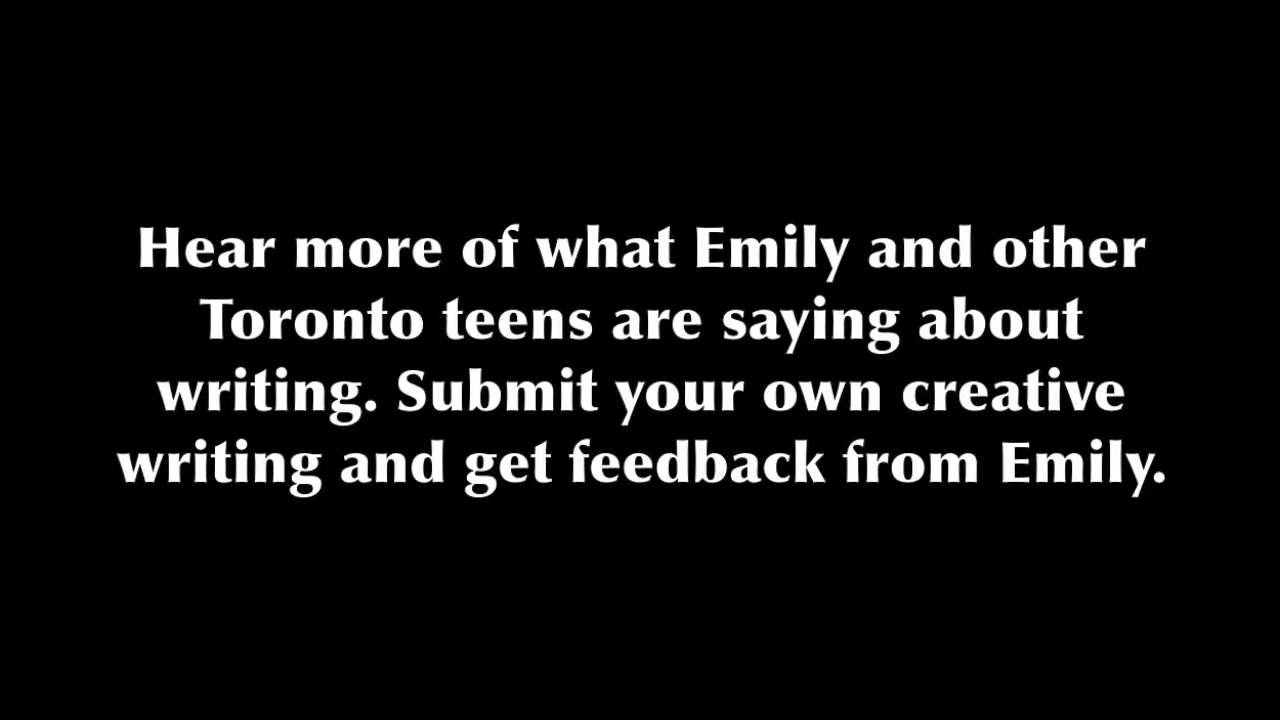 Hear more of what Emily and other
Toronto teens are saying about
writing. Submit your own creative
writing and get feedback from Emily.